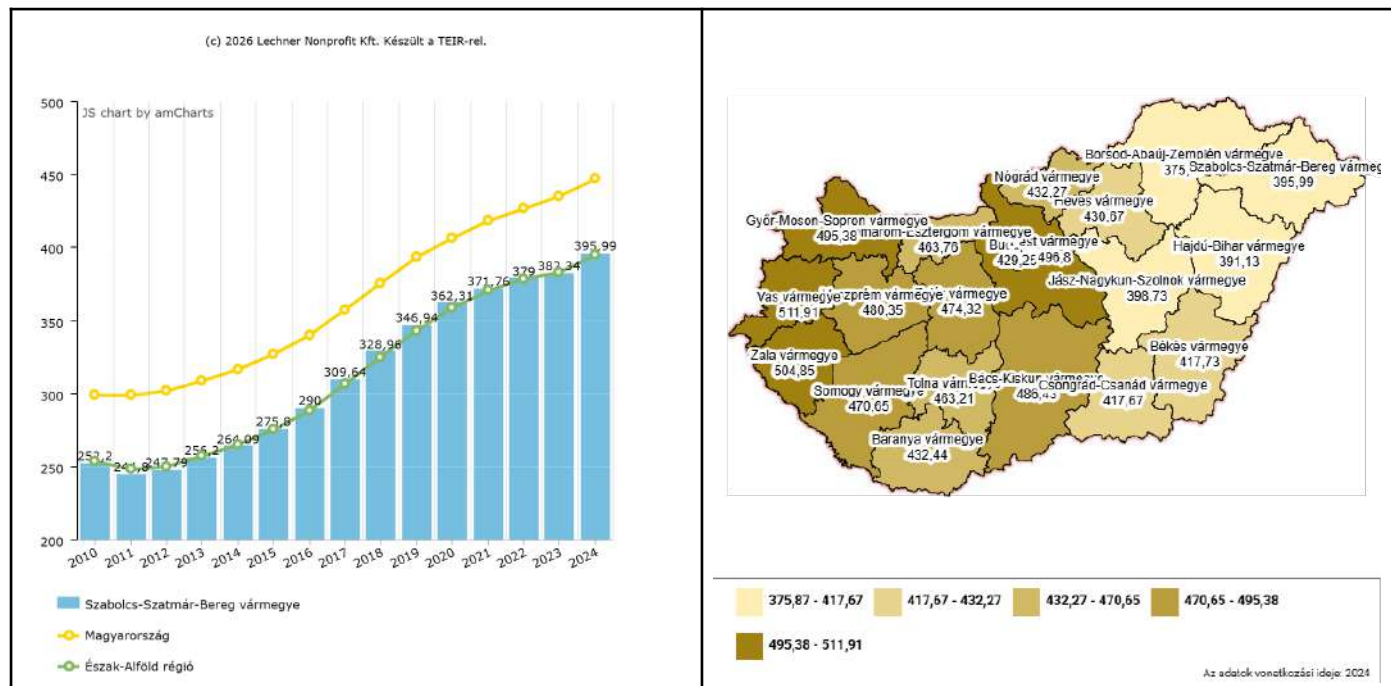 (c) 2026 Lechner Nonprofit Kft. Készült a TEIR-rel.
JS chart by amCharts
500
450
400
350
300
250
200
253,2
247,79
256,2
264,09
275,8
290
309,64
328,96
346,94
362,31
371,76
379
382,34
395,99
2010 2011 2012 2013 2014 2015 2016 2017 2018 2019 2020 2021 2022 2023 2024
Szabolcs-Szatmár-Bereg vármegye
Magyarország
Észak-Alföld régió
Borsod-Abaúj-Zemplén vármegye
375,
Szabolcs-Szatmár-Bereg vármeg
395,99
Nógrád vármegye
432,27
Heves vármegye
430,67
Győr-Moson-Sopron vármegye
495,38
márom-Esztergom vármegye
463,76
vármegye
496,8
Hajdú-Bihar vármegye
391,13
Jász-Nagykun-Szolnok vármegye
398,73
Vas vármegye
511,91
vármegye
480,35
vármegye
474,32
Békés vármegye
417,73
Zala vármegye
504,85
Somogy vármegye
470,65
Tolna
463,21
Bács-Kiskun
Csongrád-Csanád vármegye
417,67
Baranya vármegye
432,44
375,87 - 417,67
417,67 - 432,27
432,27 - 470,65
470,65 - 495,38
495,38 - 511,91
Az adatok vonatkozási ideje: 2024